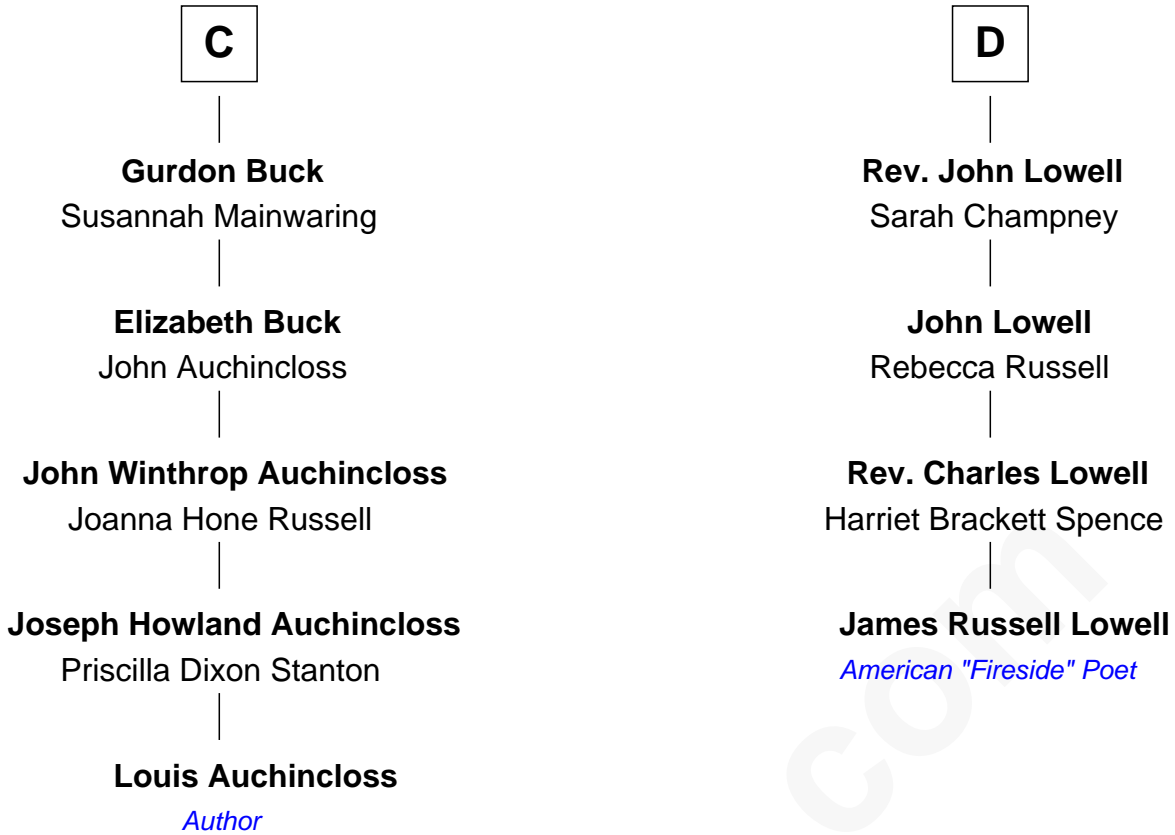 C
Gurdon Buck
Susannah Mainwaring
Elizabeth Buck
John Auchincloss
John Winthrop Auchincloss
Joanna Hone Russell
Joseph Howland Auchincloss
Priscilla Dixon Stanton
Louis Auchincloss
Author
D
Rev. John Lowell
Sarah Champney
John Lowell
Rebecca Russell
Rev. Charles Lowell
Harriet Brackett Spence
James Russell Lowell
American "Fireside" Poet
com